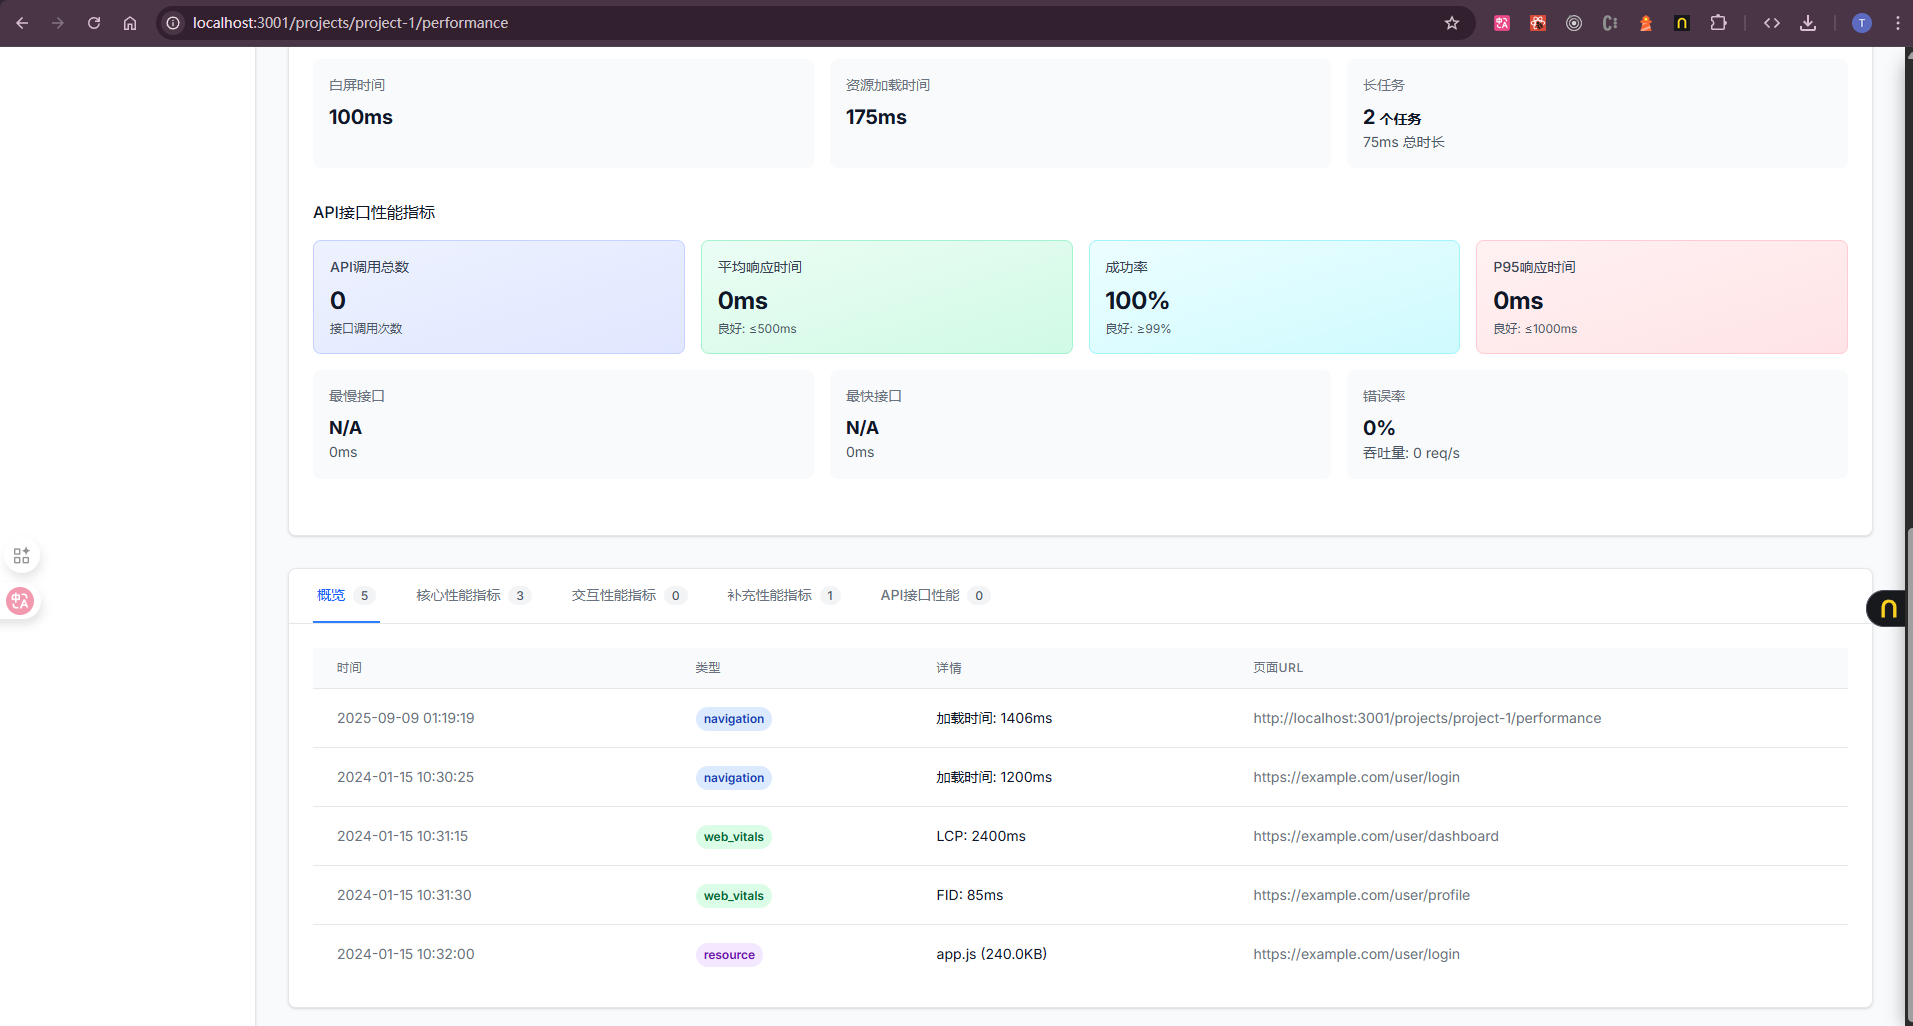 localhost:3001/projects/project-1/performance
T
白屏时间
100ms
资源加载时间
175ms
长任务
2 个任务
75ms 总时长
API接口性能指标
API调用总数
0
接口调用次数
平均响应时间
0ms
良好: ≤500ms
成功率
100%
良好: ≥99%
P95响应时间
0ms
良好: ≤1000ms
最慢接口
N/A
0ms
最快接口
N/A
0ms
错误率
0%
吞吐量: 0 req/s
概览 5
核心性能指标 3
交互性能指标 0
补充性能指标 1
API接口性能 0
时间 类型 详情 页面URL
2025-09-09 01:19:19 navigation 加载时间: 1406ms http://localhost:3001/projects/project-1/performance
2024-01-15 10:30:25 navigation 加载时间: 1200ms https://example.com/user/login
2024-01-15 10:31:15 web_vitals LCP: 2400ms https://example.com/user/dashboard
2024-01-15 10:31:30 web_vitals FID: 85ms https://example.com/user/profile
2024-01-15 10:32:00 resource app.js (240.0KB) https://example.com/user/login